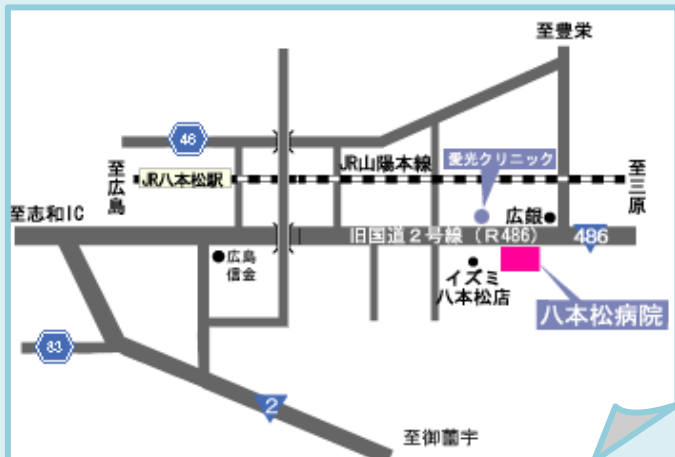 至豊栄
46
愛光クリニック
JR山陽本線
至広島
JR八本松駅
至三原
至志和IC
広銀
旧国道2号線（R486）
486
広島
信金
イズミ
八本松店
八本松病院
83
2
至御薗宇